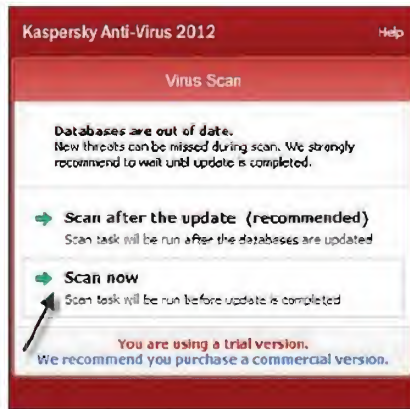 Kaspersky Anti-Virus 2012 Help
Virus Scan
Databases are out of date.
New threats can be missed during scan. We strongly
recommend to wait until update is completed.
Scan after the update (recommended)
Scan task will be run after the databases are updated
Scan now
Scan task will be run before update is completed
You are using a trial version.
We recommend you purchase a commercial version.